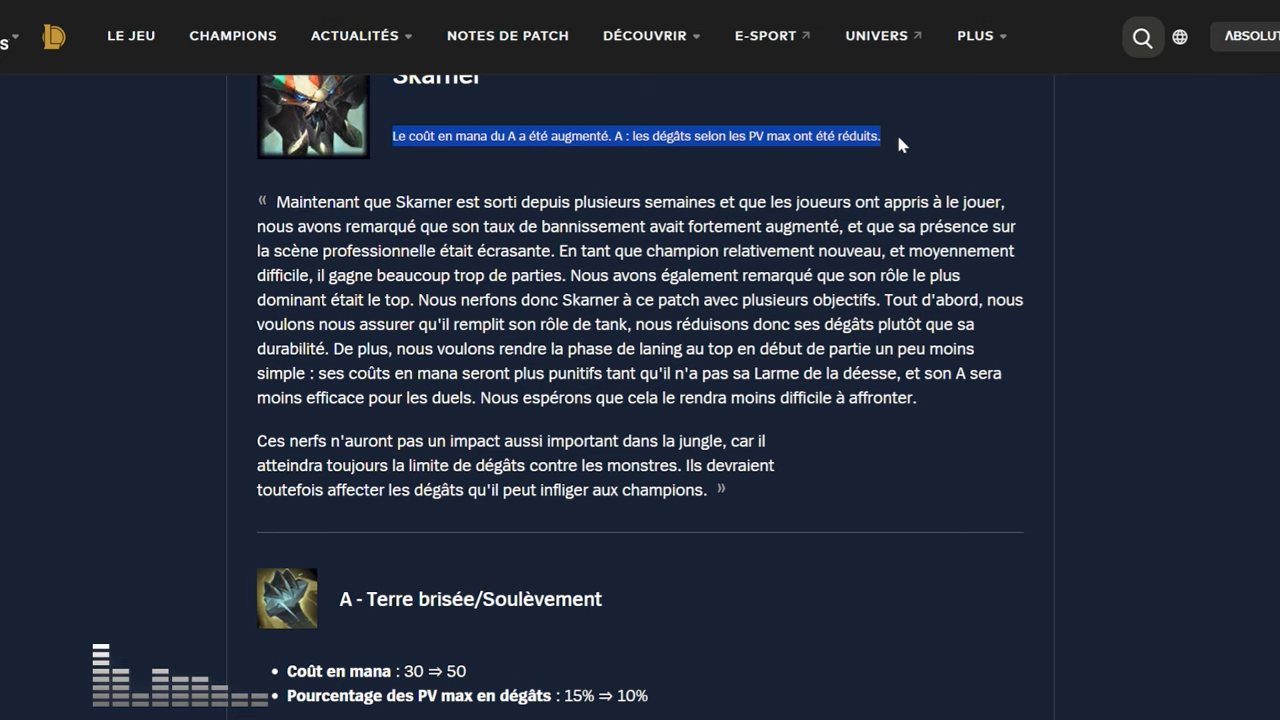 S
LE JEU CHAMPIONS ACTUALITÉS NOTES DE PATCH DÉCOUVRIR E-SPORT UNIVERS PLUS ABSOLUT
Skarner
Le coût en mana du A a été augmenté. A : les dégâts selon les PV max ont été réduits.
« Maintenant que Skarner est sorti depuis plusieurs semaines et que les joueurs ont appris à le jouer,
nous avons remarqué que son taux de bannissement avait fortement augmenté, et que sa présence sur
la scène professionnelle était écrasante. En tant que champion relativement nouveau, et moyennement
difficile, il gagne beaucoup trop de parties. Nous avons également remarqué que son rôle le plus
dominant était le top. Nous nerfons donc Skarner à ce patch avec plusieurs objectifs. Tout d'abord, nous
voulons nous assurer qu'il remplit son rôle de tank, nous réduisons donc ses dégâts plutôt que sa
durabilité. De plus, nous voulons rendre la phase de laning au top en début de partie un peu moins
simple : ses coûts en mana seront plus punitifs tant qu'il n'a pas sa Larme de la déesse, et son A sera
moins efficace pour les duels. Nous espérons que cela le rendra moins difficile à affronter.
Ces nerfs n'auront pas un impact aussi important dans la jungle, car il
atteindra toujours la limite de dégâts contre les monstres. Ils devraient
toutefois affecter les dégâts qu'il peut infliger aux champions. »
A - Terre brisée/Soulèvement
• Coût en mana : 30 ⇒ 50
• Pourcentage des PV max en dégâts : 15% ⇒ 10%